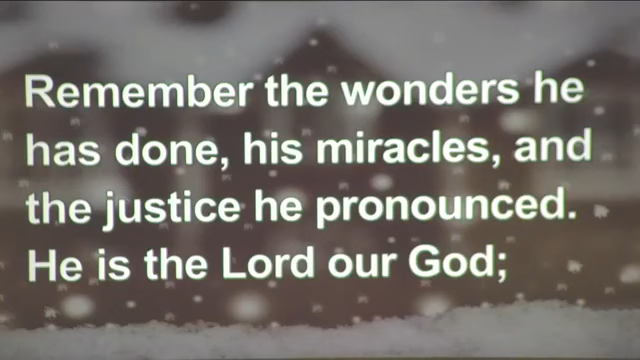 Remember the wonders he
has done, his miracles, and
the justice he pronounced.
He is the Lord our God;